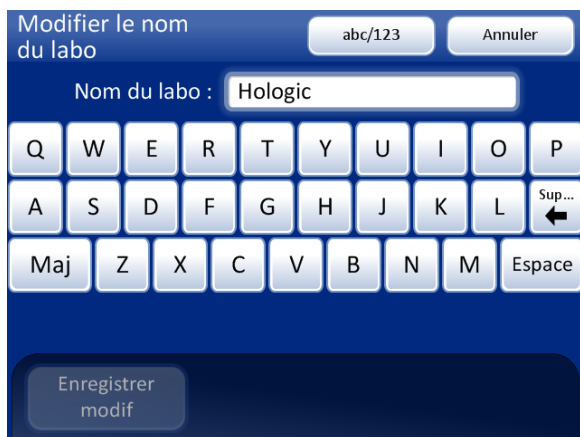 Modifier le nom
du labo
abc/123
Annuler
Nom du labo : Hologic
Q W E R T Y U I O P
A S D F G H J K L Sup...
Maj Z X C V B N M Espace
Enregistrer
modif